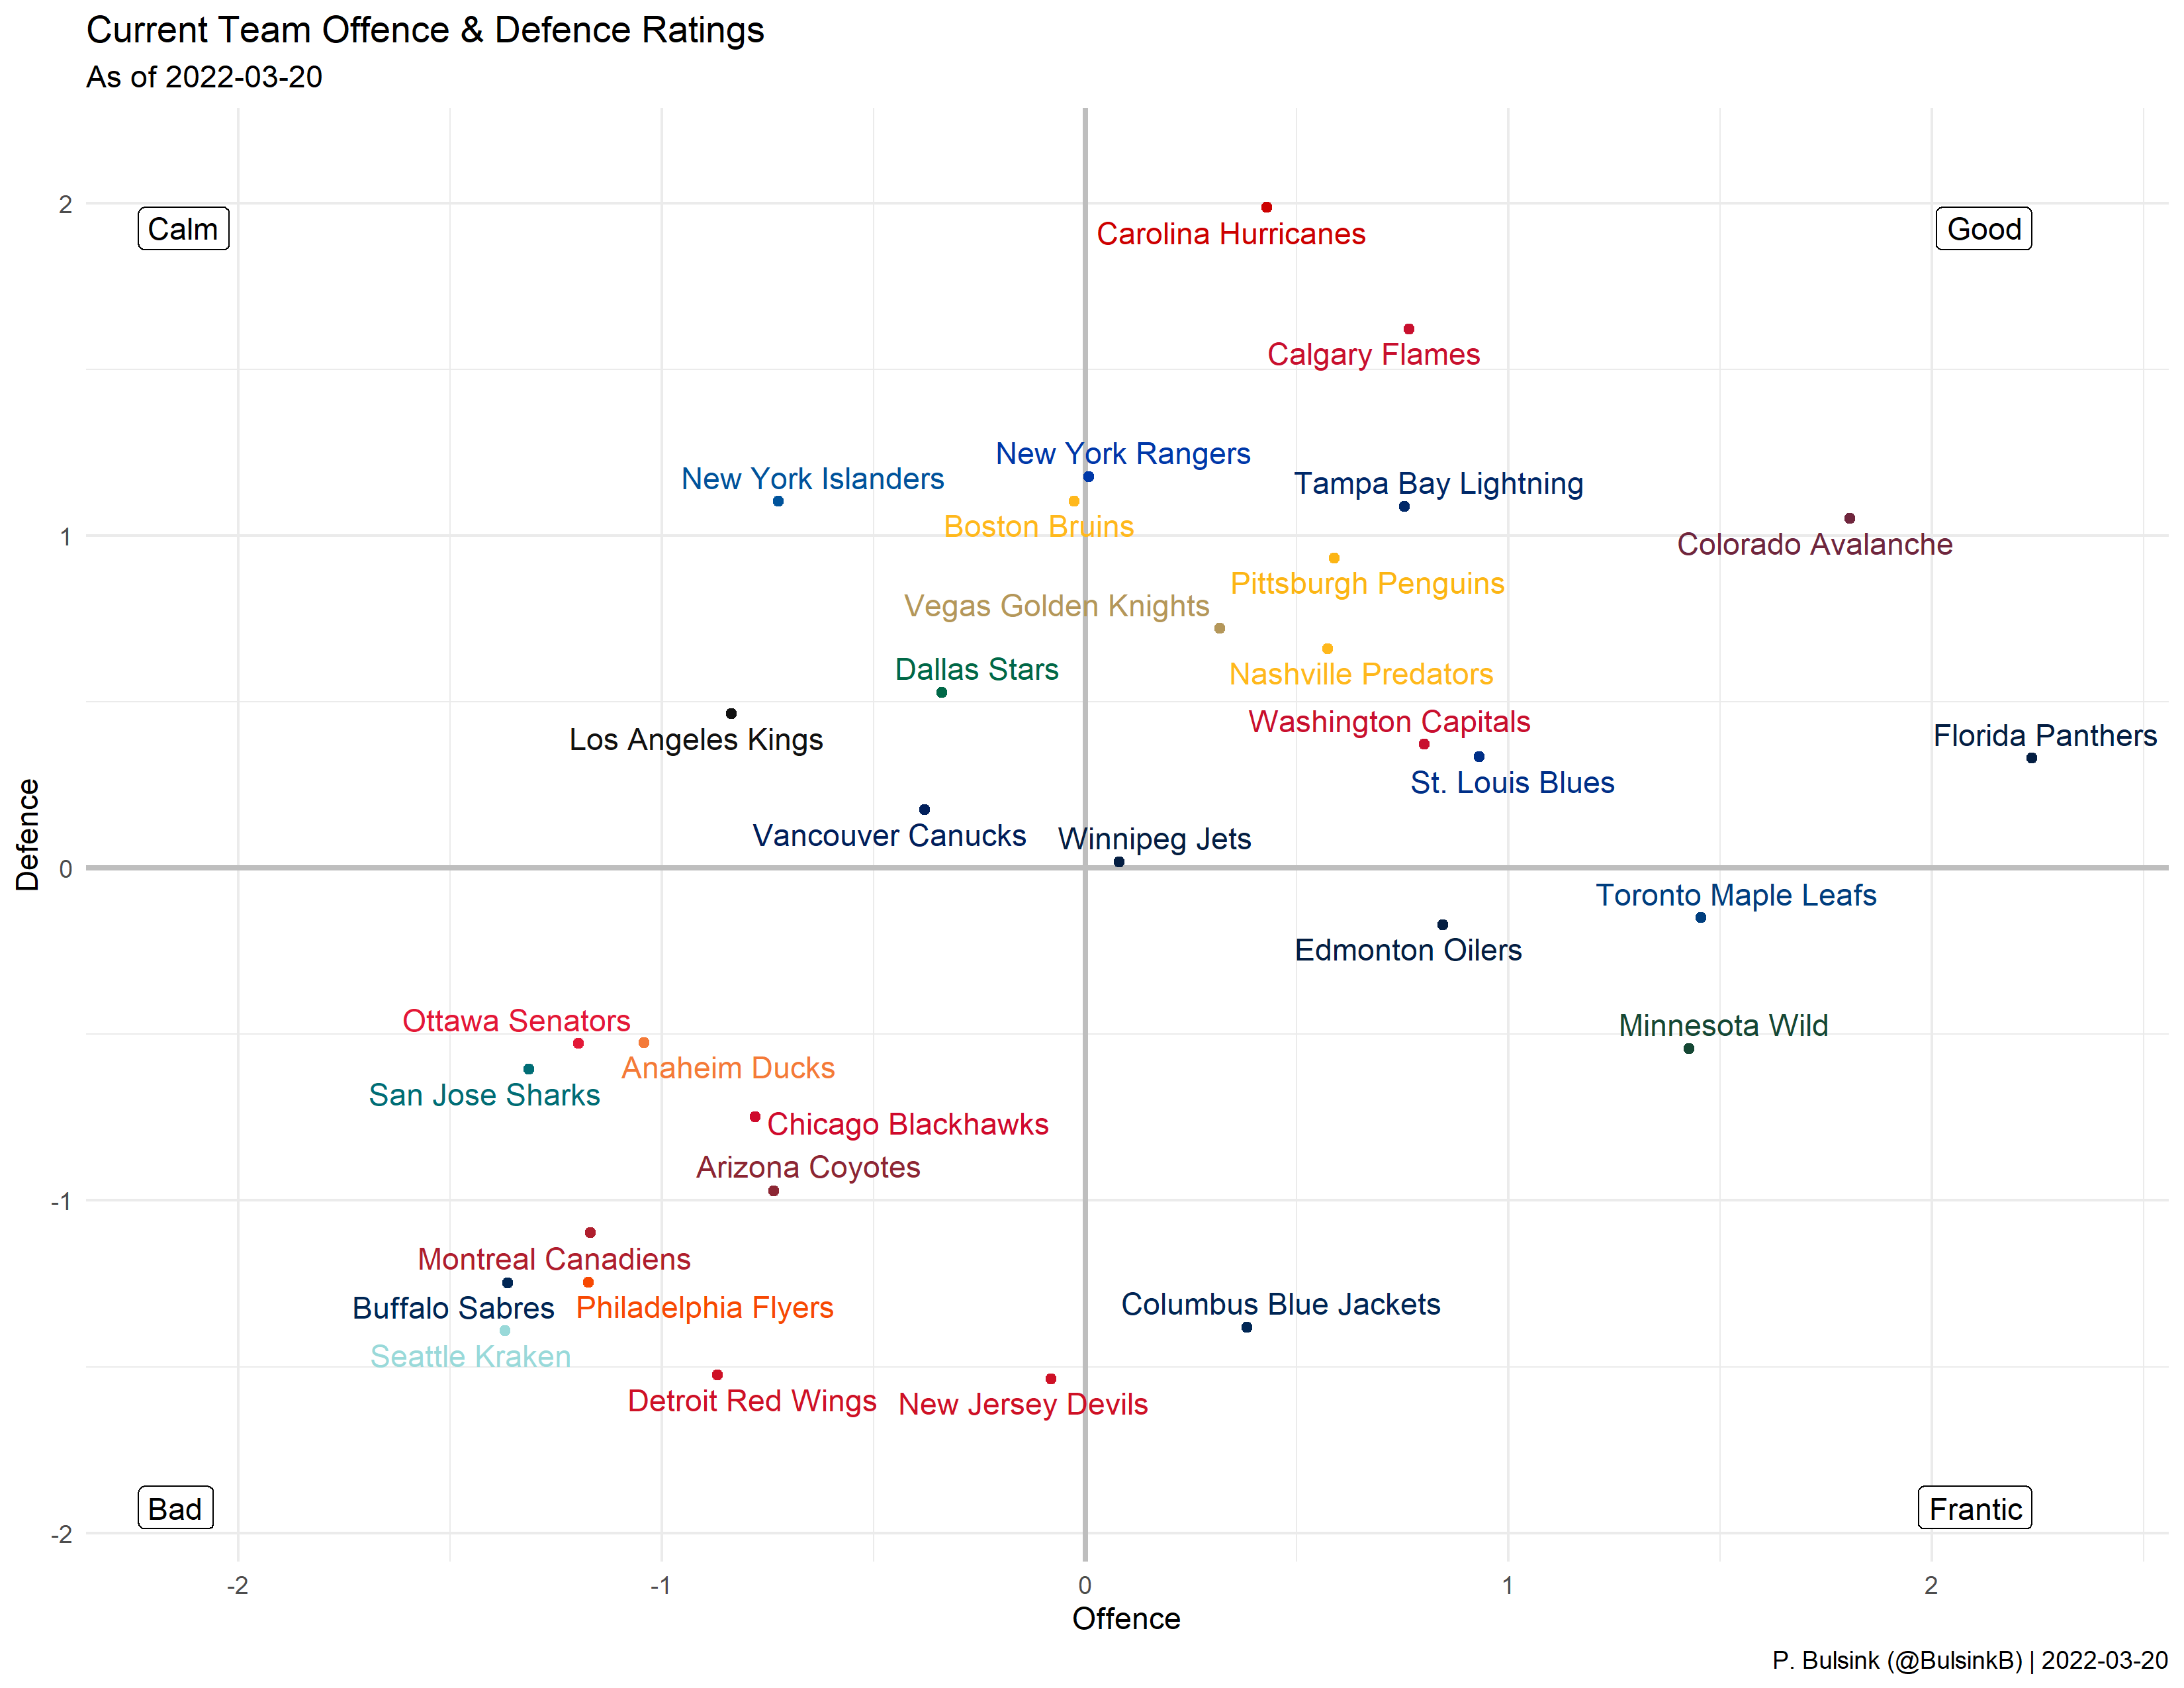 Current Team Offence & Defence Ratings
As of 2022-03-20
2
Calm
Good
Carolina Hurricanes
Calgary Flames
New York Rangers
New York Islanders
Tampa Bay Lightning
Boston Bruins
1
Colorado Avalanche
Pittsburgh Penguins
Vegas Golden Knights
Dallas Stars
Nashville Predators
Washington Capitals
Florida Panthers
Los Angeles Kings
St. Louis Blues
Vancouver Canucks
Winnipeg Jets
Defence
0
Toronto Maple Leafs
Edmonton Oilers
Ottawa Senators
Minnesota Wild
Anaheim Ducks
San Jose Sharks
Chicago Blackhawks
Arizona Coyotes
-1
Montreal Canadiens
Buffalo Sabres
Philadelphia Flyers
Columbus Blue Jackets
Seattle Kraken
Detroit Red Wings
New Jersey Devils
Bad
Frantic
-2
-2
-1
0
1
2
Offence
P. Bulsink (@BulsinkB) | 2022-03-20